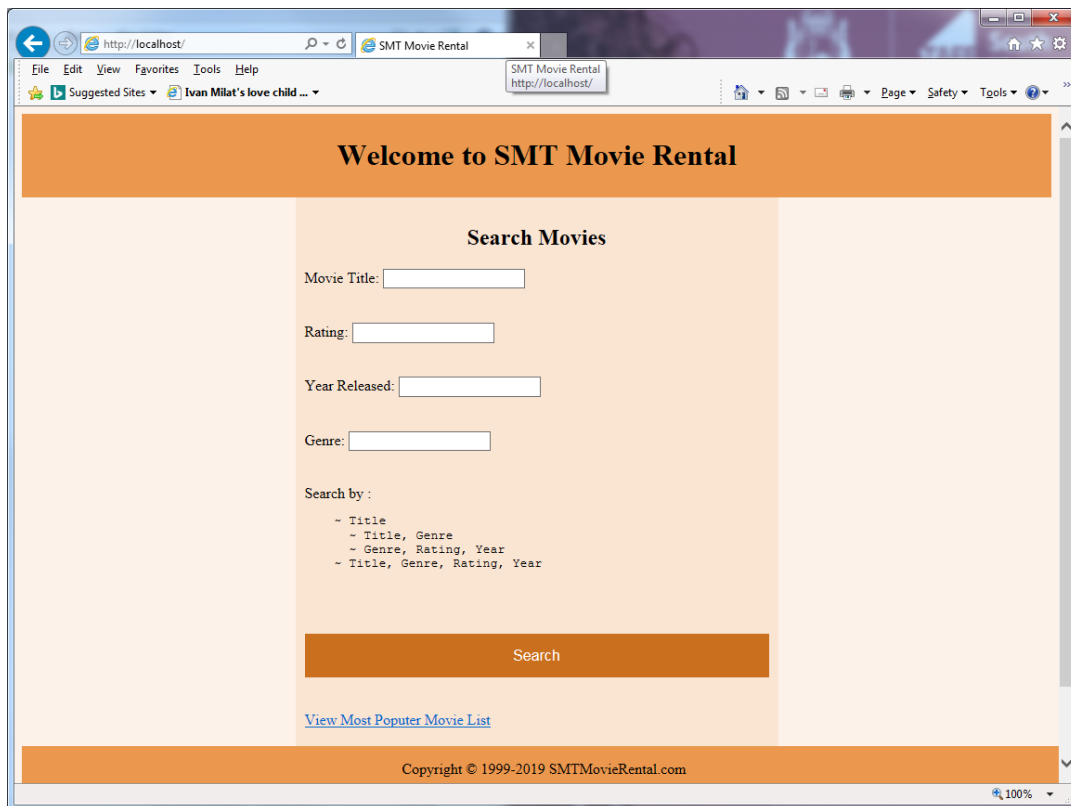 http://localhost/
SMT Movie Rental
File Edit View Favorites Tools Help
SMT Movie Rental
http://localhost/
Suggested Sites
Ivan Milat's love child ...
Page Safety Tools
Welcome to SMT Movie Rental
Search Movies
Movie Title:
Rating:
Year Released:
Genre:
Search by :
~ Title
~ Title, Genre
~ Genre, Rating, Year
~ Title, Genre, Rating, Year
Search
View Most Populer Movie List
Copyright © 1999-2019 SMTMovieRental.com
100%